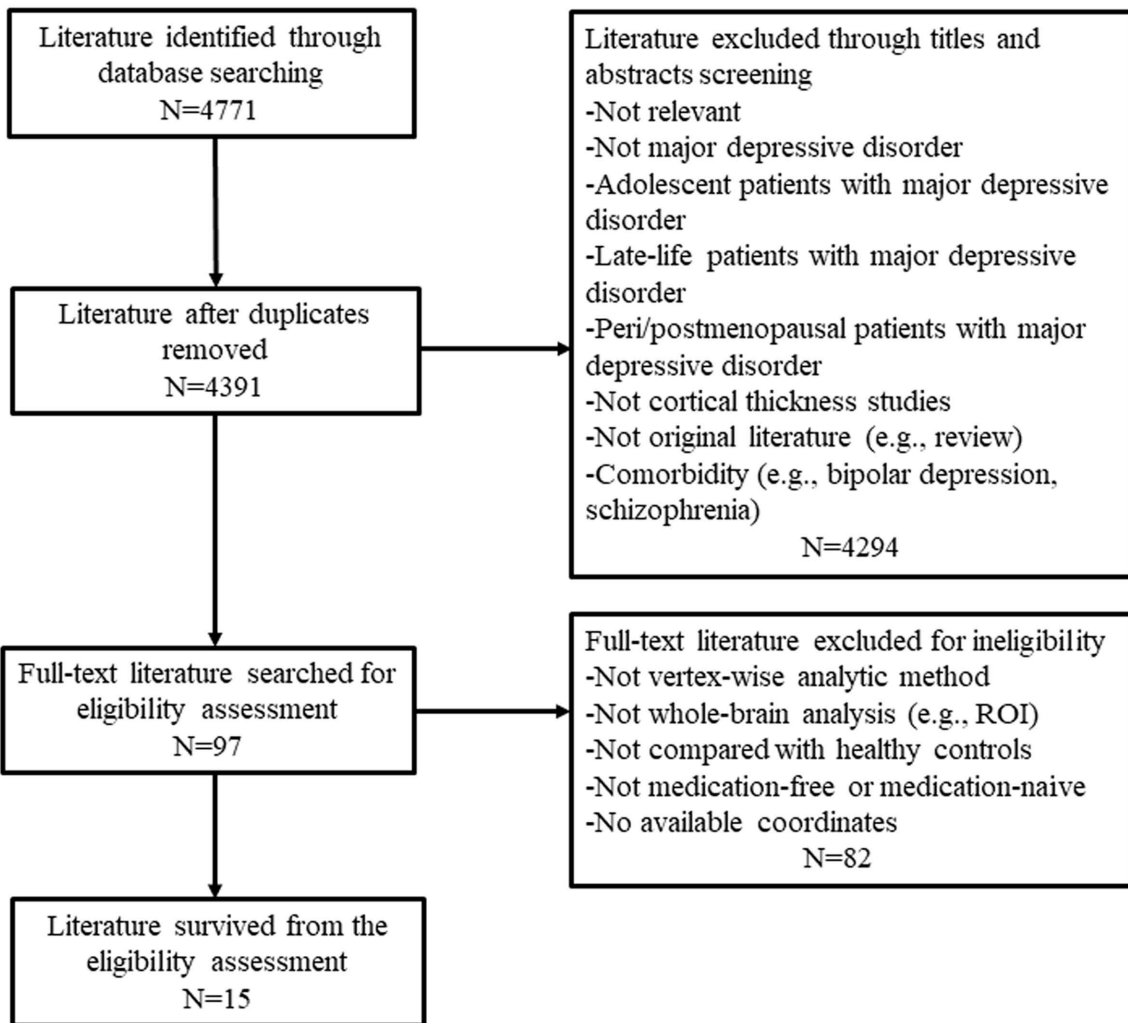 Literature identified through
database searching
N=4771
Literature excluded through titles and
abstracts screening
-Not relevant
-Not major depressive disorder
-Adolescent patients with major depressive
disorder
-Late-life patients with major depressive
disorder
-Peri/postmenopausal patients with major
depressive disorder
-Not cortical thickness studies
-Not original literature (e.g., review)
-Comorbidity (e.g., bipolar depression,
schizophrenia)
N=4294
Literature after duplicates
removed
N=4391
Full-text literature searched for
eligibility assessment
N=97
Full-text literature excluded for ineligibility
-Not vertex-wise analytic method
-Not whole-brain analysis (e.g., ROI)
-Not compared with healthy controls
-Not medication-free or medication-naive
-No available coordinates
N=82
Literature survived from the
eligibility assessment
N=15